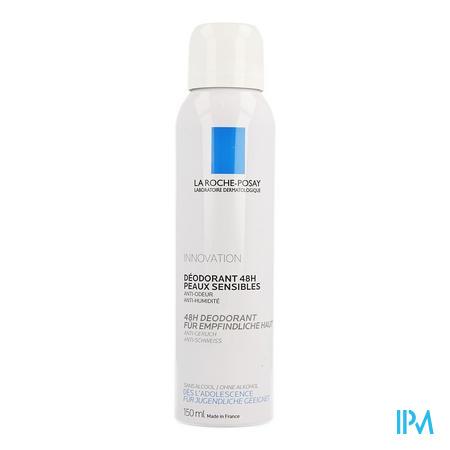 LA ROCHE-POSAY
LABORATOIRE DERMATOLOGIQUE
INNOVATION
DÉODORANT 48H
PEAUX SENSIBLES
ANTI-ODEUR
ANTI-HUMIDITÉ
48H DEODORANT
FÜR EMPFINDLICHE HAUT
ANTI-GERUCH
ANTI-SCHWEISS
SANS ALCOOL / OHNE ALKOHOL
DÈS L'ADOLESCENCE
FÜR JUGENDLICHE GEEIGNET
150 ml Made in France
IPM